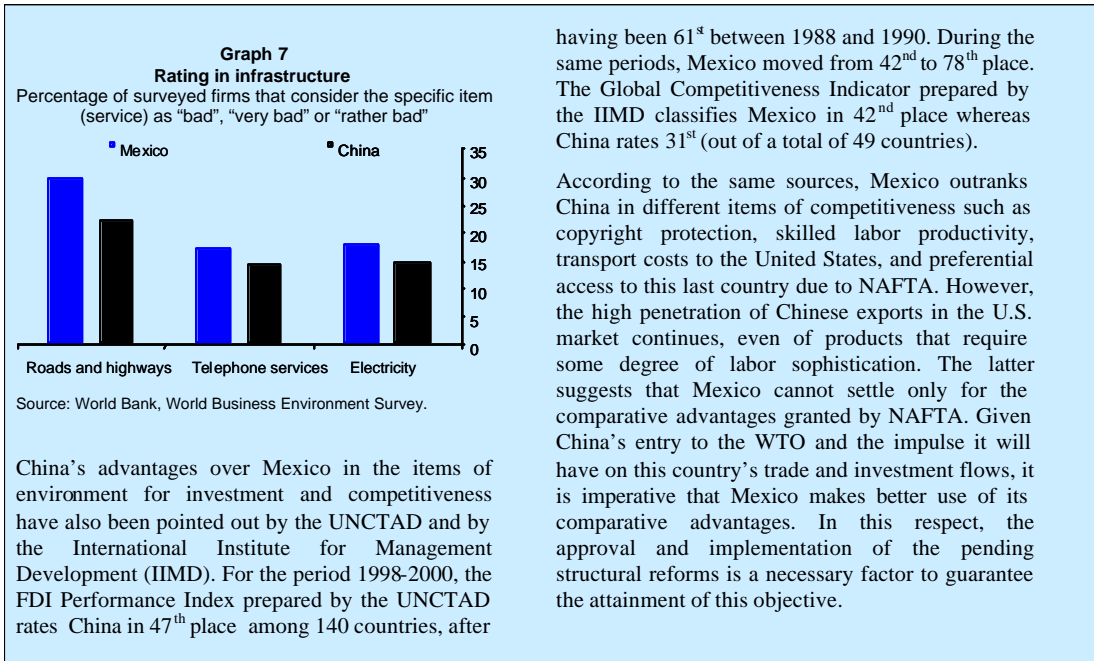 Graph 7
Rating in infrastructure
Percentage of surveyed firms that consider the specific item
(service) as “bad”, “very bad” or “rather bad”
Mexico China
35
30
25
20
15
10
5
0
Roads and highways Telephone services Electricity
Source: World Bank, World Business Environment Survey.
China’s advantages over Mexico in the items of
environment for investment and competitiveness
have also been pointed out by the UNCTAD and by
the International Institute for Management
Development (IIMD). For the period 1998-2000, the
FDI Performance Index prepared by the UNCTAD
rates China in 47th place among 140 countries, after
having been 61st between 1988 and 1990. During the
same periods, Mexico moved from 42nd to 78th place.
The Global Competitiveness Indicator prepared by
the IIMD classifies Mexico in 42nd place whereas
China rates 31st (out of a total of 49 countries).
According to the same sources, Mexico outranks
China in different items of competitiveness such as
copyright protection, skilled labor productivity,
transport costs to the United States, and preferential
access to this last country due to NAFTA. However,
the high penetration of Chinese exports in the U.S.
market continues, even of products that require
some degree of labor sophistication. The latter
suggests that Mexico cannot settle only for the
comparative advantages granted by NAFTA. Given
China’s entry to the WTO and the impulse it will
have on this country’s trade and investment flows, it
is imperative that Mexico makes better use of its
comparative advantages. In this respect, the
approval and implementation of the pending
structural reforms is a necessary factor to guarantee
the attainment of this objective.